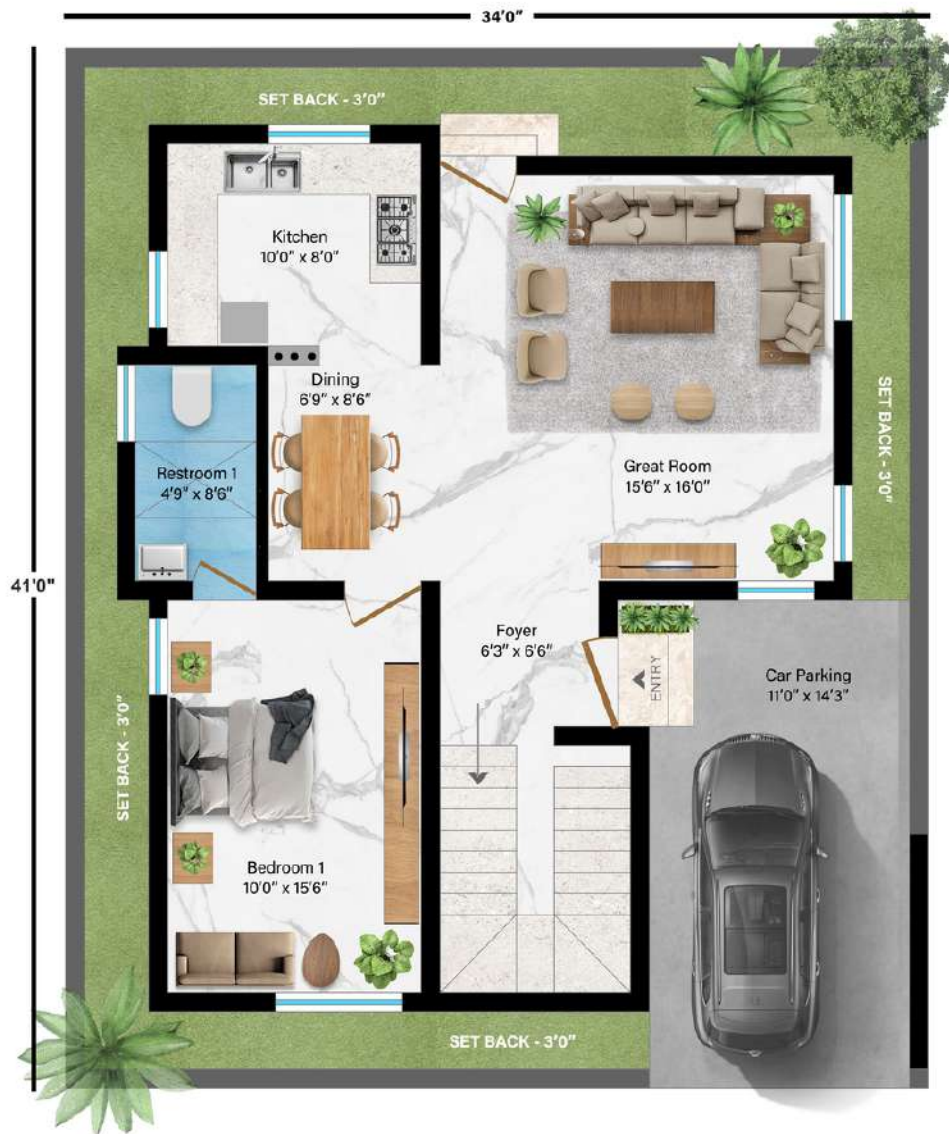 34'0"
SET BACK - 3'0"
Kitchen
10'0" x 8'0"
Dining
6'9" x 8'6"
Restroom 1
4'9" x 8'6"
Great Room
15'6" x 16'0"
SET BACK - 3'0"
41'0"
Foyer
6'3" x 6'6"
ENTRY
Car Parking
11'0" x 14'3"
SET BACK - 3'0"
Bedroom 1
10'0" x 15'6"
SET BACK - 3'0"